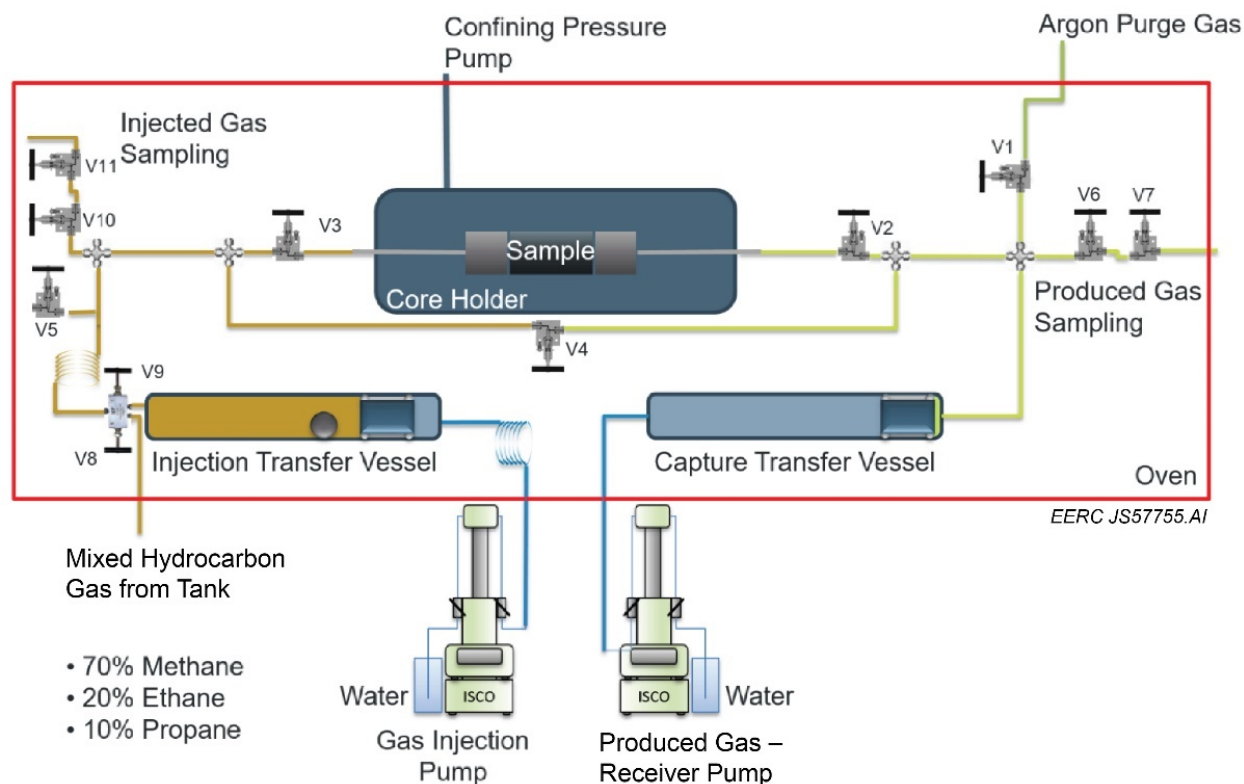 Confining Pressure
Pump
Argon Purge Gas
Injected Gas
Sampling
V11
V10
V3
V1
V6
V7
V2
Sample
Core Holder
Produced Gas
Sampling
V5
V4
V9
V8
Injection Transfer Vessel
Capture Transfer Vessel
Oven
EERC JS57755.AI
Mixed Hydrocarbon
Gas from Tank
• 70% Methane
• 20% Ethane
• 10% Propane
Water
ISCO
Gas Injection
Pump
ISCO
Water
Produced Gas –
Receiver Pump